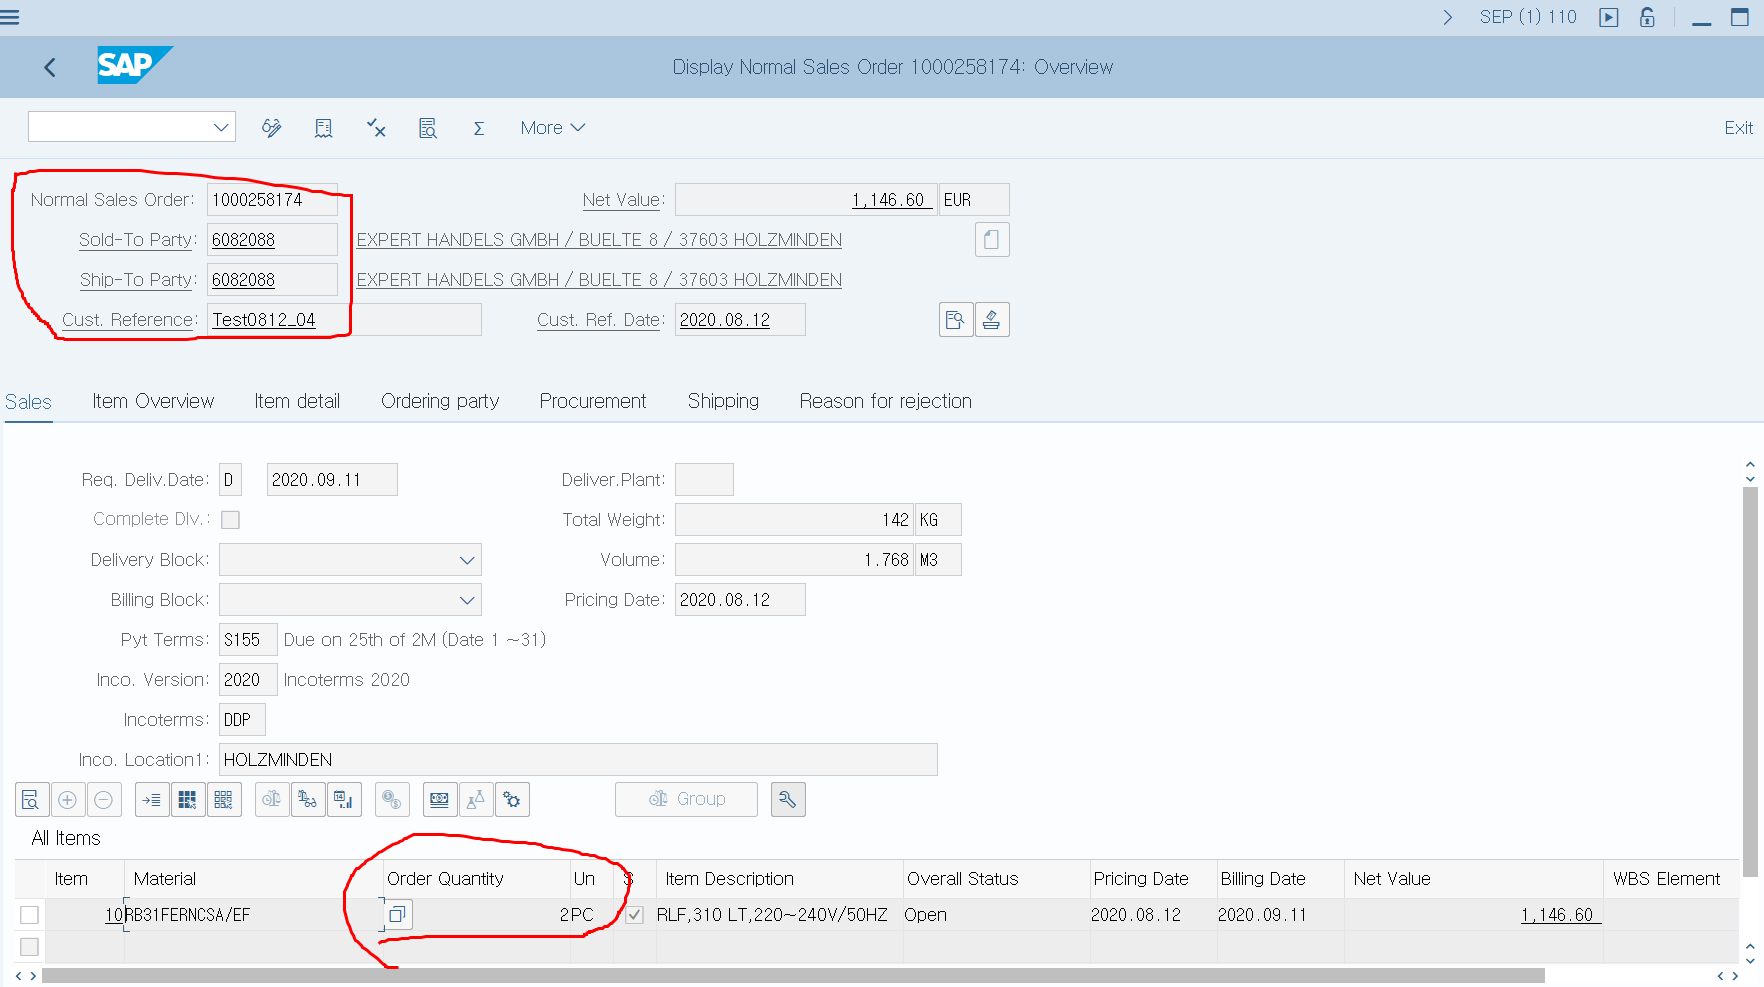 SEP (1) 110
SAP
Display Normal Sales Order 1000258174: Overview
More
Exit
Normal Sales Order: 1000258174
Net Value: 1,146.60 EUR
Sold-To Party: 6082088 EXPERT HANDELS GMBH / BUELTE 8 / 37603 HOLZMINDEN
Ship-To Party: 6082088 EXPERT HANDELS GMBH / BUELTE 8 / 37603 HOLZMINDEN
Cust. Reference: Test0812_04
Cust. Ref. Date: 2020.08.12
Sales Item Overview Item detail Ordering party Procurement Shipping Reason for rejection
Req. Deliv.Date: D 2020.09.11
Deliver.Plant:
Complete Dlv.:
Total Weight: 142 KG
Delivery Block:
Volume: 1.768 M3
Billing Block:
Pricing Date: 2020.08.12
Pyt Terms: S155 Due on 25th of 2M (Date 1 ~31)
Inco. Version: 2020 Incoterms 2020
Incoterms: DDP
Inco. Location1: HOLZMINDEN
Group
All Items
Item Material Order Quantity Un S Item Description Overall Status Pricing Date Billing Date Net Value WBS Element
10 RB31FERNCSA/EF 2 PC RLF,310 LT,220~240V/50HZ Open 2020.08.12 2020.09.11 1,146.60